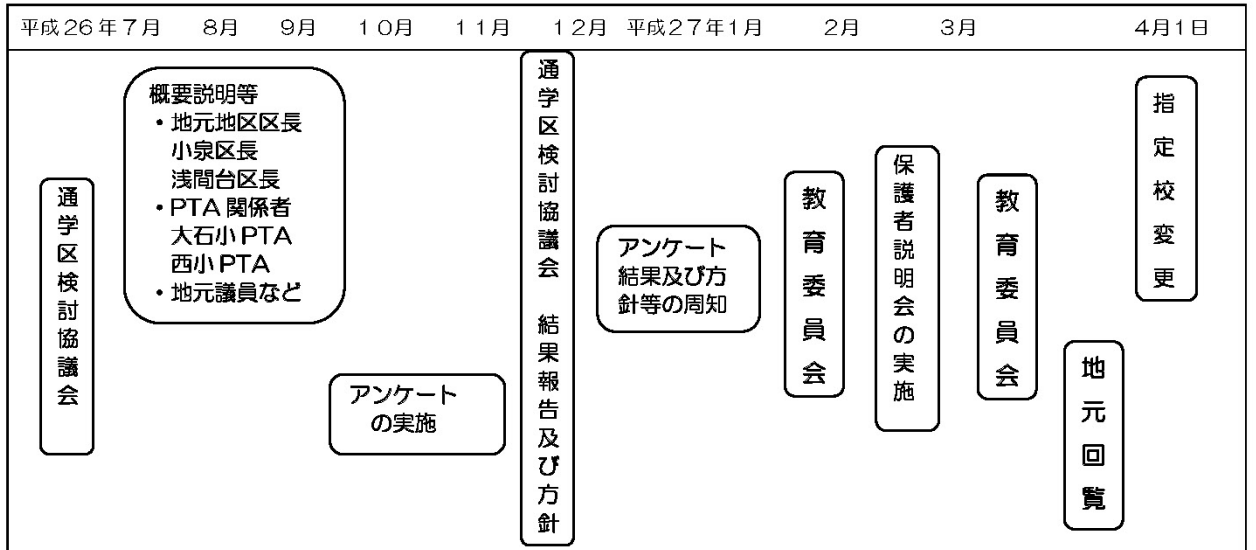 平成26年7月 8月 9月 10月 11月 12月 平成27年1月 2月 3月 4月1日
通学区検討協議会
概要説明等
・地元地区区長
小泉区長
浅間台区長
・PTA関係者
大石小PTA
西小PTA
・地元議員など
アンケート
の実施
通学区検討協議会 結果報告及び方針
アンケート
結果及び方
針等の周知
教育委員会
保護者説明会の実施
教育委員会
地元回覧
指定校変更